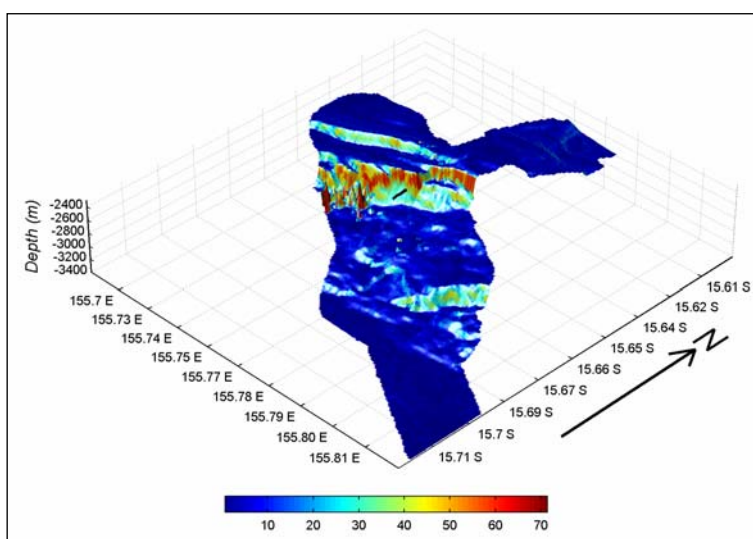 Depth (m)
-2400
-2600
-2800
-3000
-3200
-3400
155.7 E
155.73 E
155.74 E
155.75 E
155.77 E
155.78 E
155.79 E
155.80 E
155.81 E
15.61 S
15.62 S
15.64 S
15.65 S
15.66 S
15.67 S
15.69 S
15.7 S
15.71 S
N
10 20 30 40 50 60 70